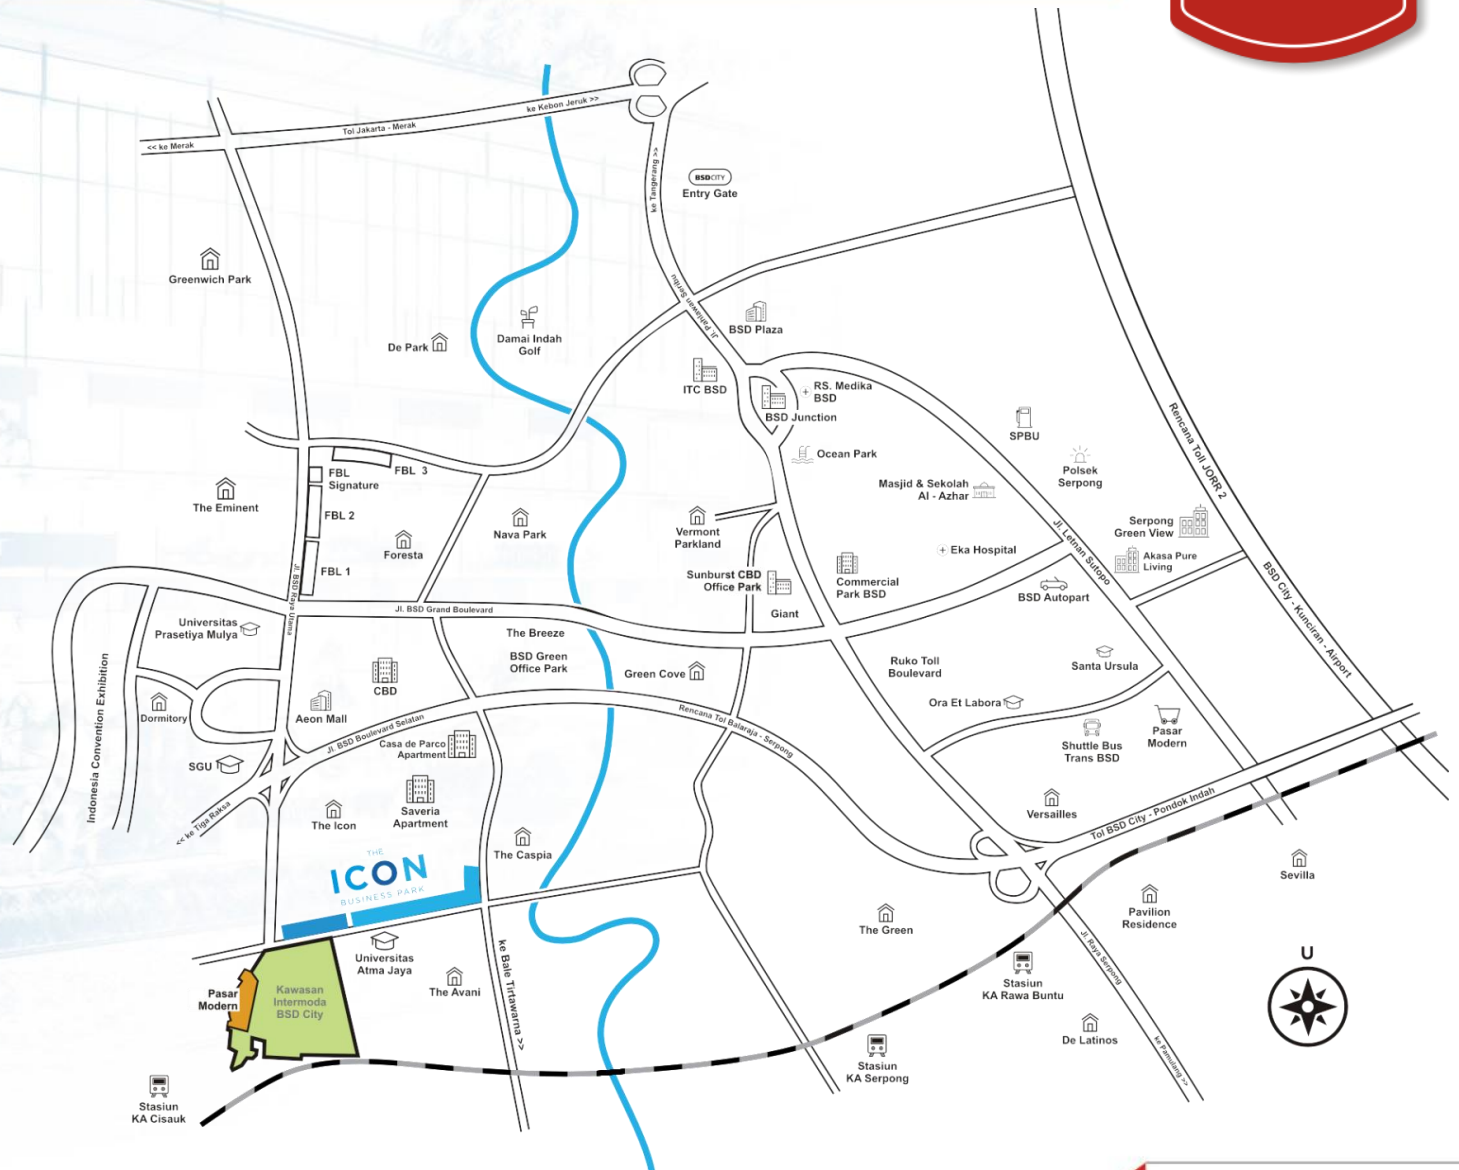 ke Kebon Jeruk >>
Tol Jakarta - Merak
<< ke Merak
ke Tangerang >>
BSDCITY
Entry Gate
Greenwich Park
Jl. Pahlawan Seribu
BSD Plaza
De Park
Damai Indah
Golf
ITC BSD
RS. Medika
BSD
BSD Junction
SPBU
Rencana Toll JORR 2
Ocean Park
Polsek
Serpong
FBL 3
FBL
Signature
Masjid & Sekolah
Al - Azhar
The Eminent
FBL 2
Nava Park
Vermont
Parkland
Serpong
Green View
Jl. Letnan Sutopo
Foresta
Eka Hospital
Akasa Pure
Living
FBL 1
Sunburst CBD
Office Park
Commercial
Park BSD
BSD Autopart
BSD City - Kunciran - Airport
Jl. BSD Raya Utama
Jl. BSD Grand Boulevard
Giant
Universitas
Prasetiya Mulya
The Breeze
BSD Green
Office Park
Green Cove
Ruko Toll
Boulevard
Santa Ursula
Indonesia Convention Exhibition
CBD
Ora Et Labora
Dormitory
Aeon Mall
Jl. BSD Boulevard Selatan
Rencana Tol Balaraja - Serpong
Casa de Parco
Apartment
Shuttle Bus
Trans BSD
Pasar
Modern
SGU
Saveria
Apartment
The Icon
<< ke Tiga Raksa
Versailles
Tol BSD City - Pondok Indah
The Caspia
THE
ICON
BUSINESS PARK
Sevilla
The Green
Pavilion
Residence
Universitas
Atma Jaya
ke Bale Tirtawarna >>
Jl. Raya Serpong
U
The Avani
Pasar
Modern
Kawasan
Intermoda
BSD City
Stasiun
KA Rawa Buntu
De Latinos
ke Pamulang >>
Stasiun
KA Serpong
Stasiun
KA Cisauk